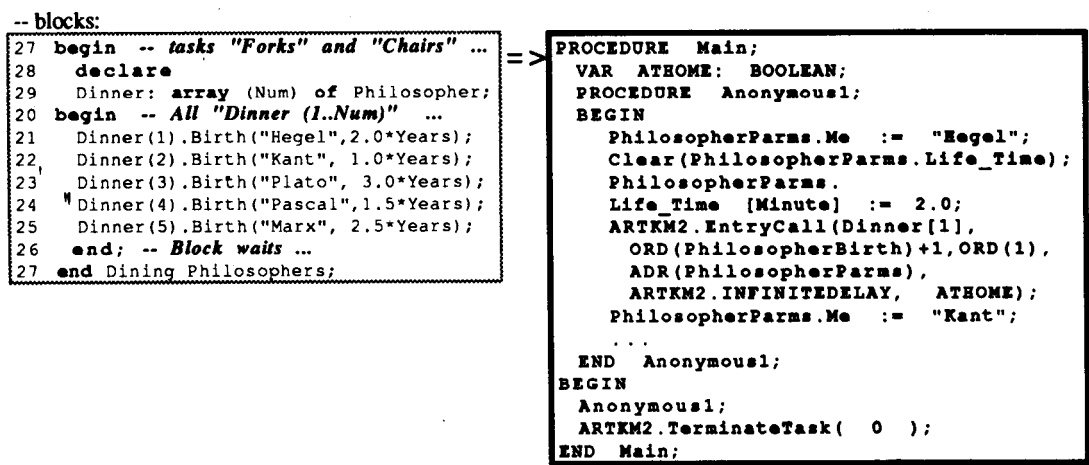 -- blocks:
27 begin -- tasks "Forks" and "Chairs" ...
28 declare
29 Dinner: array (Num) of Philosopher;
20 begin -- All "Dinner (1..Num)" ...
21 Dinner(1).Birth("Hegel",2.0*Years);
22 Dinner(2).Birth("Kant", 1.0*Years);
23 Dinner(3).Birth("Plato", 3.0*Years);
24 Dinner(4).Birth("Pascal",1.5*Years);
25 Dinner(5).Birth("Marx", 2.5*Years);
26 end; -- Block waits ...
27 end Dining Philosophers;
=>
PROCEDURE Main;
VAR ATHOME: BOOLEAN;
PROCEDURE Anonymous1;
BEGIN
PhilosopherParms.Me := "Hegel";
Clear(PhilosopherParms.Life_Time);
PhilosopherParms.
Life_Time [Minute] := 2.0;
ARTKM2.EntryCall(Dinner[1],
ORD(PhilosopherBirth)+1,ORD(1),
ADR(PhilosopherParms),
ARTKM2.INFINITEDELAY, ATHOME);
PhilosopherParms.Me := "Kant";
...
END Anonymous1;
BEGIN
Anonymous1;
ARTKM2.TerminateTask( 0 );
END Main;